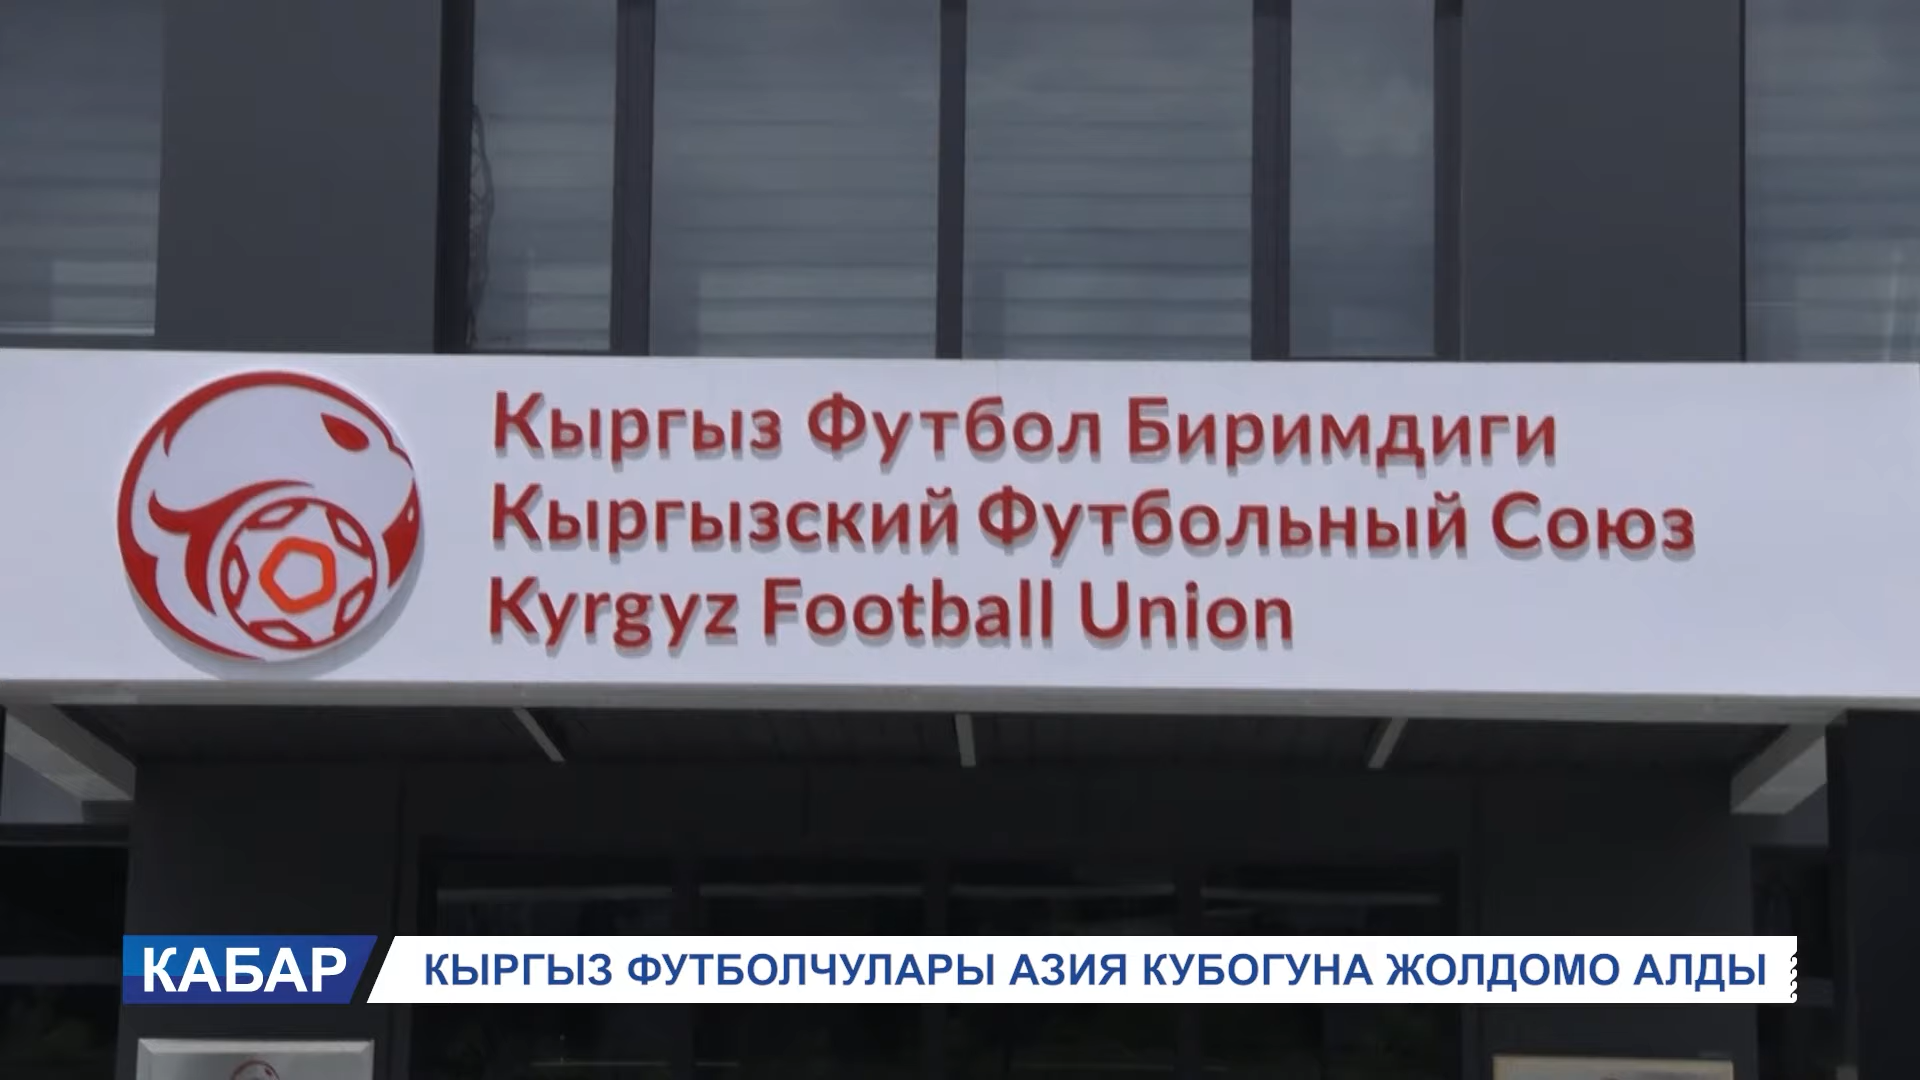 Кыргыз Футбол Биримдиги
Кыргызский Футбольный Союз
Kyrgyz Football Union
КАБАР
КЫРГЫЗ ФУТБОЛЧУЛАРЫ АЗИЯ КУБОГУНА ЖОЛДОМО АЛДЫ